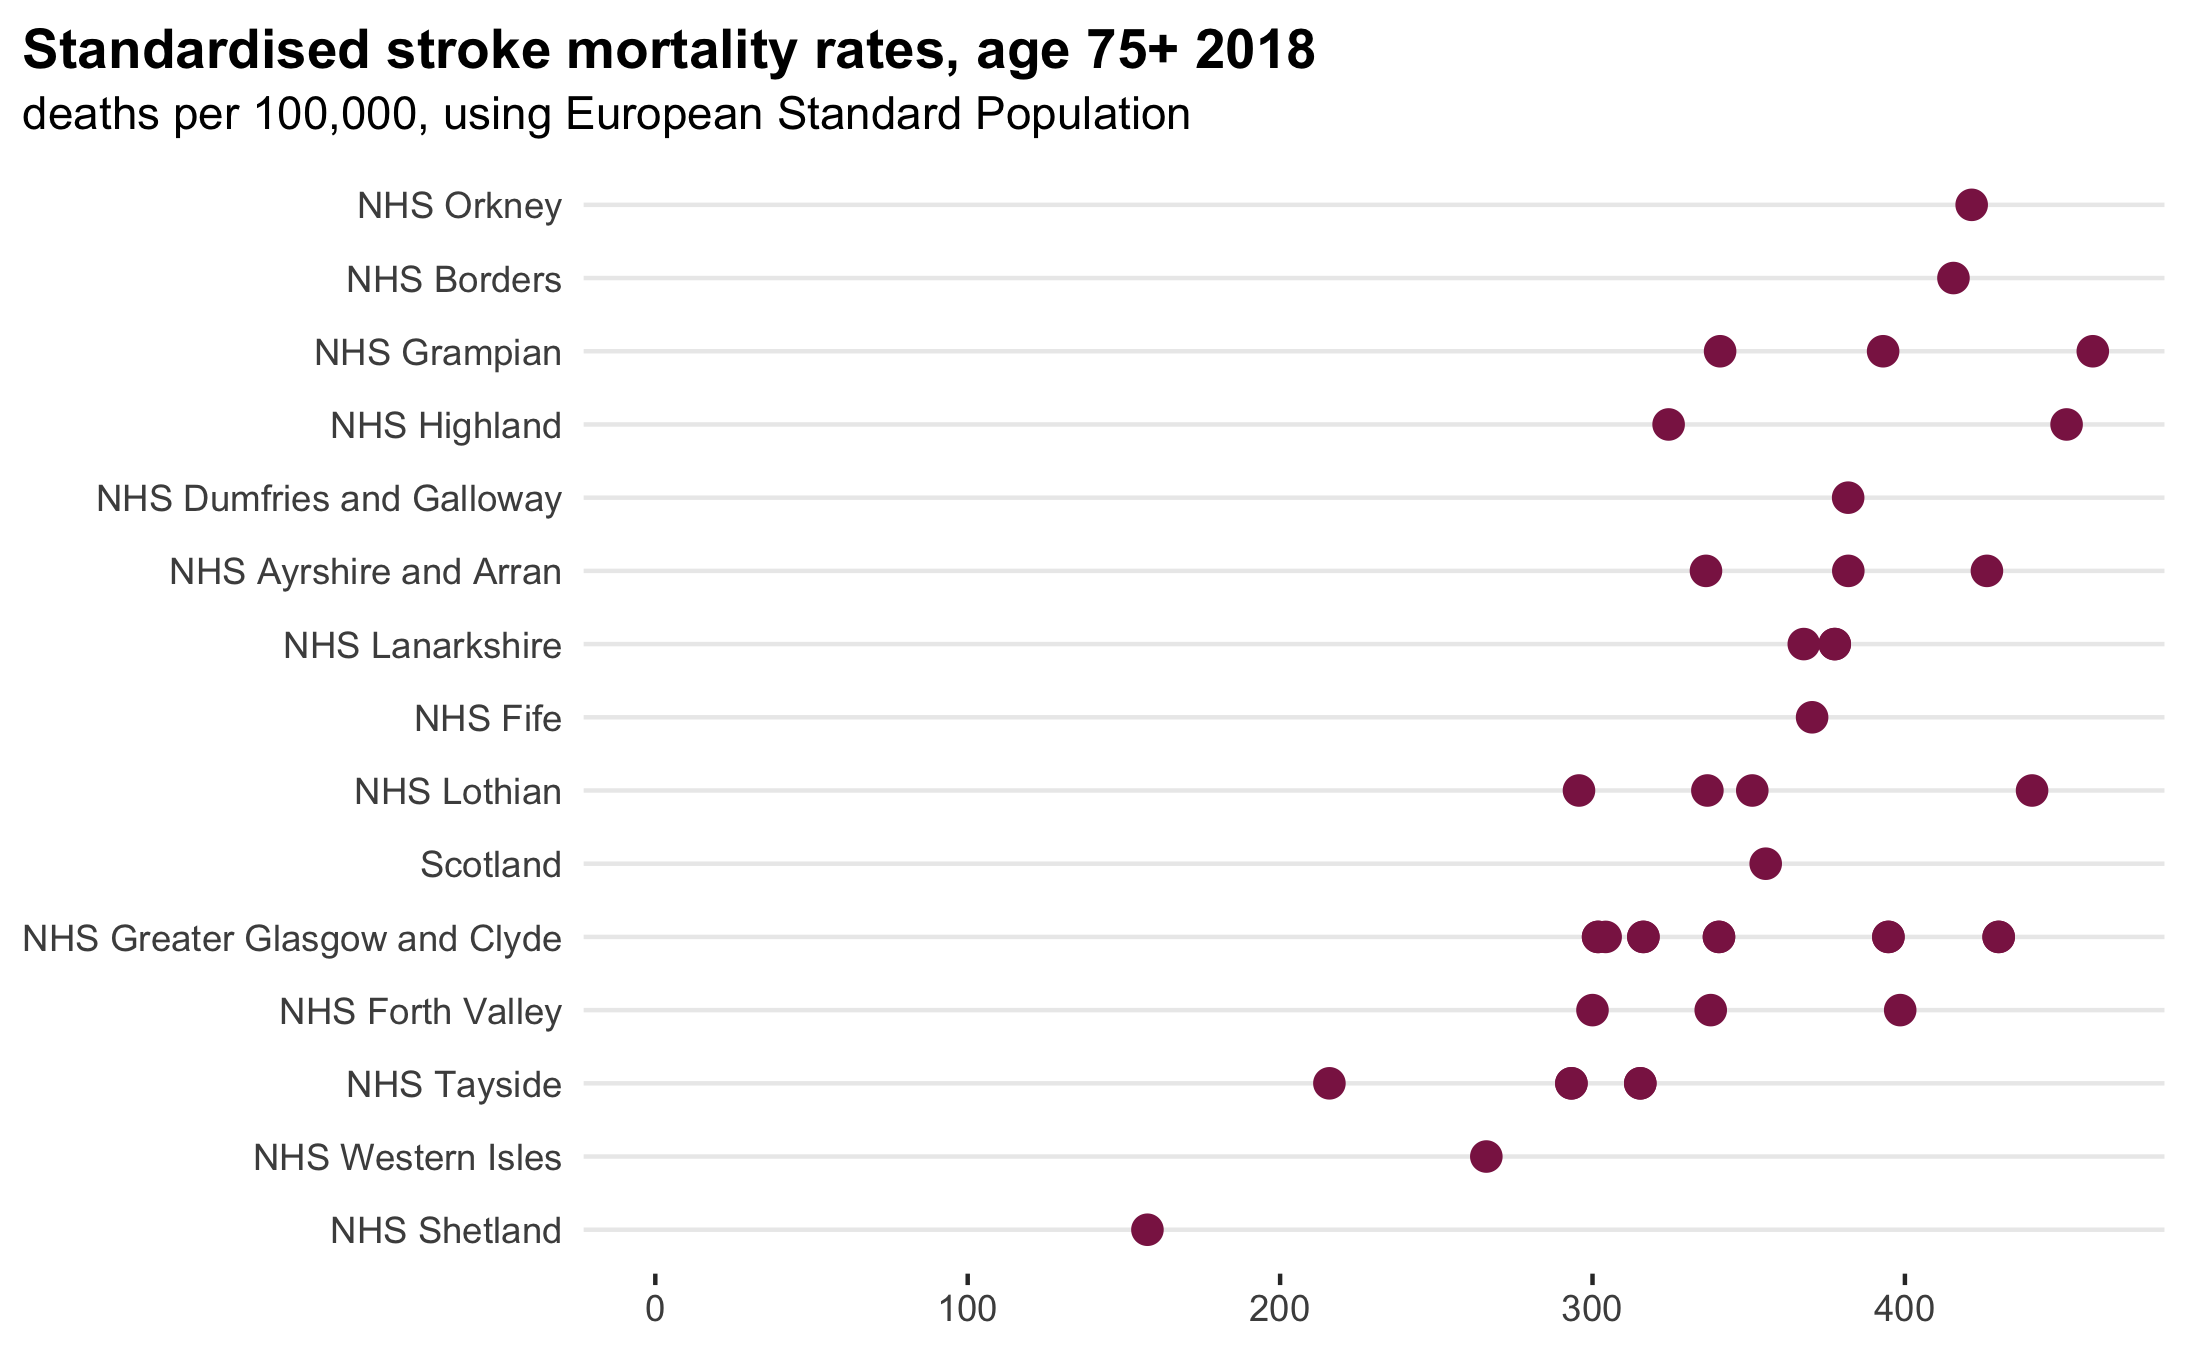 Standardised stroke mortality rates, age 75+ 2018
deaths per 100,000, using European Standard Population
NHS Orkney
NHS Borders
NHS Grampian
NHS Highland
NHS Dumfries and Galloway
NHS Ayrshire and Arran
NHS Lanarkshire
NHS Fife
NHS Lothian
Scotland
NHS Greater Glasgow and Clyde
NHS Forth Valley
NHS Tayside
NHS Western Isles
NHS Shetland
0 100 200 300 400